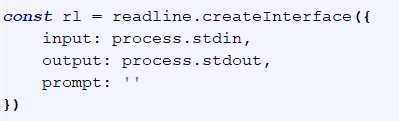 const rl = readline.createInterface({
    input: process.stdin,
    output: process.stdout,
    prompt: ''
})